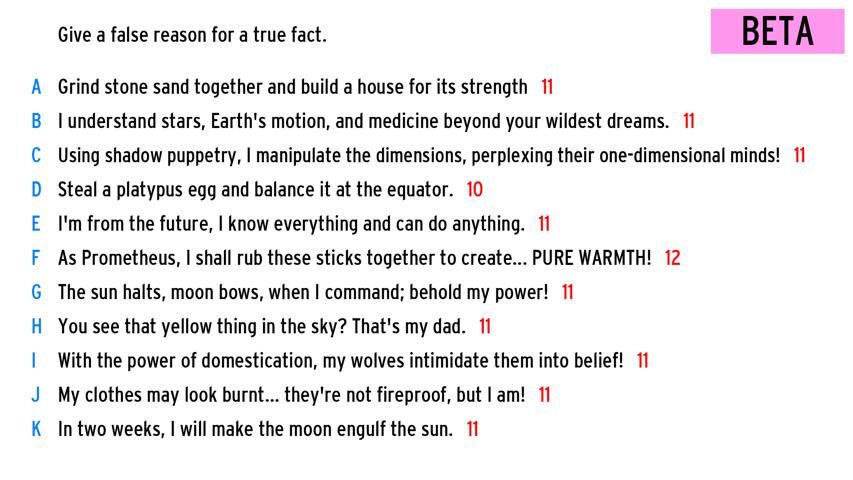 Give a false reason for a true fact.
BETA
A Grind stone sand together and build a house for its strength 11
B I understand stars, Earth's motion, and medicine beyond your wildest dreams. 11
C Using shadow puppetry, I manipulate the dimensions, perplexing their one-dimensional minds! 11
D Steal a platypus egg and balance it at the equator. 10
E I'm from the future, I know everything and can do anything. 11
F As Prometheus, I shall rub these sticks together to create... PURE WARMTH! 12
G The sun halts, moon bows, when I command; behold my power! 11
H You see that yellow thing in the sky? That's my dad. 11
I With the power of domestication, my wolves intimidate them into belief! 11
J My clothes may look burnt... they're not fireproof, but I am! 11
K In two weeks, I will make the moon engulf the sun. 11